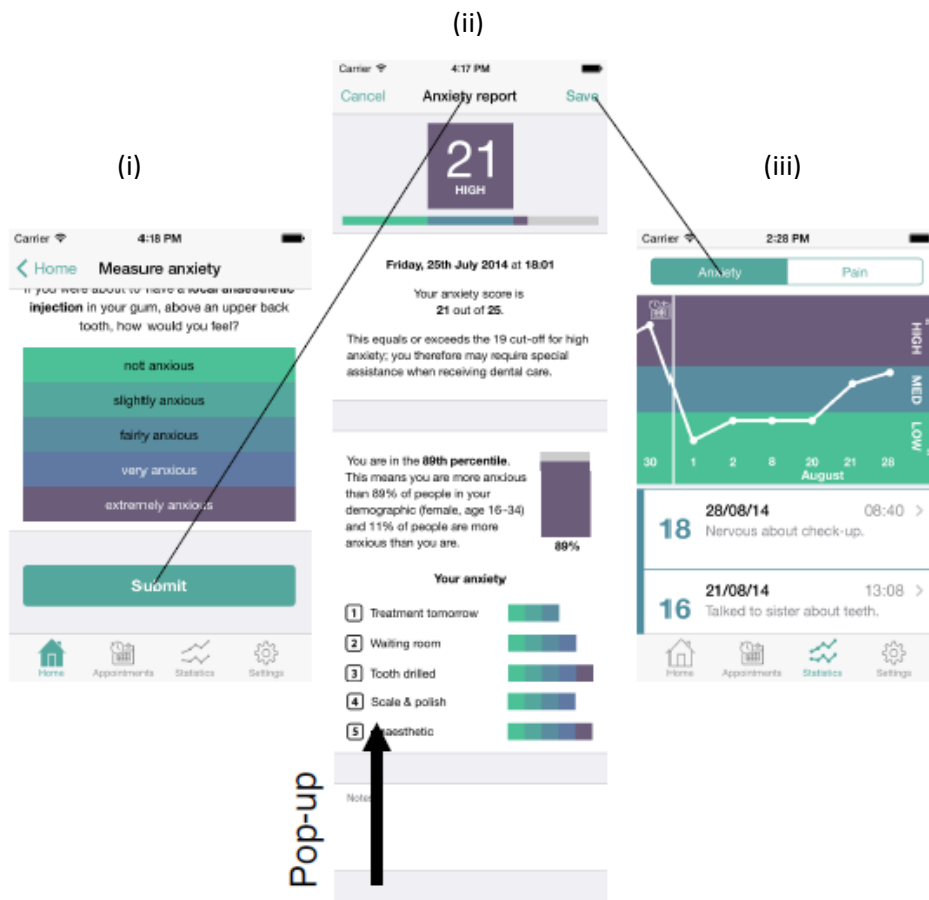 (ii)
Carrier
4:17 PM
Cancel
Anxiety report
Save
21
HIGH
Friday, 25th July 2014 at 18:01
Your anxiety score is
21 out of 25.
This equals or exceeds the 19 cut-off for high
anxiety; you therefore may require special
assistance when receiving dental care.
You are in the 89th percentile.
This means you are more anxious
than 89% of people in your
demographic (female, age 16-34)
and 11% of people are more
anxious than you are.
89%
Your anxiety
1 Treatment tomorrow
2 Waiting room
3 Tooth drilled
4 Scale & polish
5
Pop-up
(i)
Carrier
4:18 PM
Home
Measure anxiety
If you were about to have a local anaesthetic
injection in your gum, above an upper back
tooth, how would you feel?
not anxious
slightly anxious
fairly anxious
very anxious
extremely anxious
Submit
Home
Appointments
Statistics
Settings
(iii)
Carrier
2:28 PM
Anxiety
Pain
HIGH
MED
LOW
30 1 2 8 20 21 28
August
18
28/08/14
08:40
Nervous about check-up.
16
21/08/14
13:08
Talked to sister about teeth.
Home
Appointments
Statistics
Settings